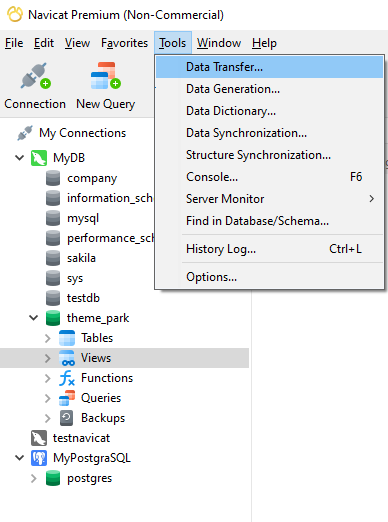 Navicat Premium (Non-Commercial)
File Edit View Favorites Tools Window Help
Connection New Query
Data Transfer...
Data Generation...
Data Dictionary...
Data Synchronization...
Structure Synchronization...
Console... F6
Server Monitor
Find in Database/Schema...
History Log... Ctrl+L
Options...
My Connections
MyDB
company
information_sche
mysql
performance_sch
sakila
sys
testdb
theme_park
Tables
Views
Functions
Queries
Backups
testnavicat
MyPostgraSQL
postgres